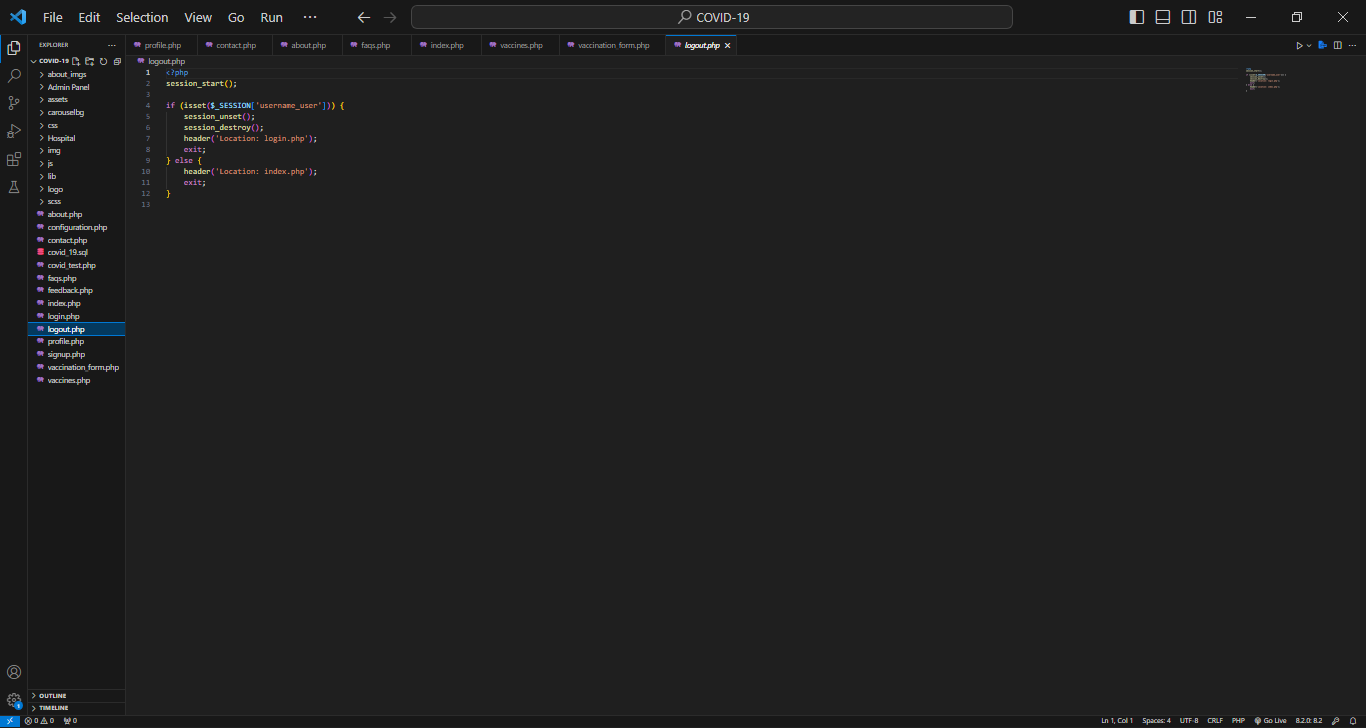 File Edit Selection View Go Run ··· COVID-19
EXPLORER ···
profile.php contact.php about.php faqs.php index.php vaccines.php vaccination_form.php logout.php
COVID-19
about_imgs
Admin Panel
assets
carouselbg
css
Hospital
img
js
lib
logo
scss
about.php
configuration.php
contact.php
covid_19.sql
covid_test.php
faqs.php
feedback.php
index.php
login.php
logout.php
profile.php
signup.php
vaccination_form.php
vaccines.php
OUTLINE
TIMELINE
logout.php
1 <?php
2 session_start();
3
4 if (isset($_SESSION['username_user'])) {
5 session_unset();
6 session_destroy();
7 header('Location: login.php');
8 exit;
9 } else {
10 header('Location: index.php');
11 exit;
12 }
13
0 0 0 Ln 1, Col 1 Spaces: 4 UTF-8 CRLF PHP Go Live 8.2.0: 8.2